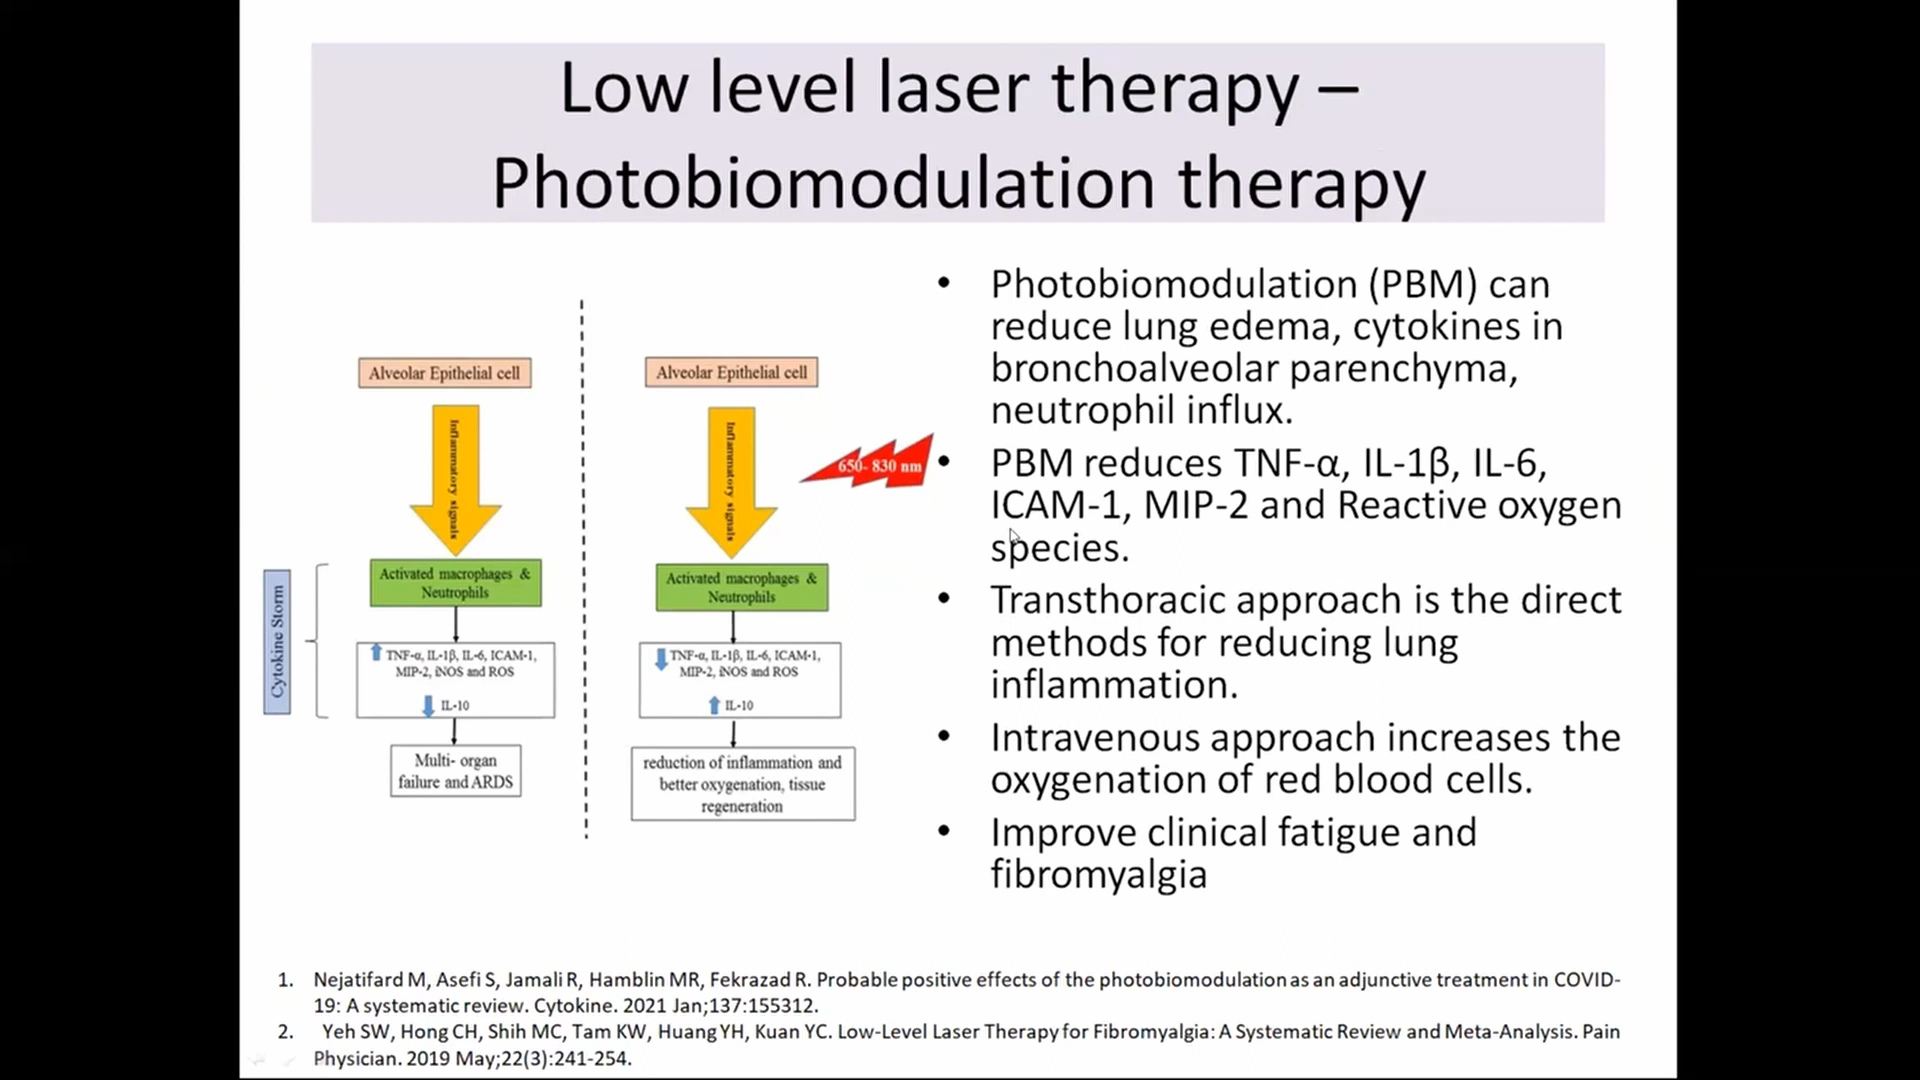 Low level laser therapy –
Photobiomodulation therapy
Alveolar Epithelial cell
Inflammatory signals
Activated macrophages &
Neutrophils
Cytokine Storm
TNF-α, IL-1β, IL-6, ICAM-1,
MIP-2, iNOS and ROS
IL-10
Multi- organ
failure and ARDS
Alveolar Epithelial cell
Inflammatory signals
650- 830 nm
Activated macrophages &
Neutrophils
TNF-α, IL-1β, IL-6, ICAM-1,
MIP-2, iNOS and ROS
IL-10
reduction of inflammation and
better oxygenation, tissue
regeneration
• Photobiomodulation (PBM) can
reduce lung edema, cytokines in
bronchoalveolar parenchyma,
neutrophil influx.
• PBM reduces TNF-α, IL-1β, IL-6,
ICAM-1, MIP-2 and Reactive oxygen
species.
• Transthoracic approach is the direct
methods for reducing lung
inflammation.
• Intravenous approach increases the
oxygenation of red blood cells.
• Improve clinical fatigue and
fibromyalgia
1. Nejatifard M, Asefi S, Jamali R, Hamblin MR, Fekrazad R. Probable positive effects of the photobiomodulation as an adjunctive treatment in COVID-
19: A systematic review. Cytokine. 2021 Jan;137:155312.
2. Yeh SW, Hong CH, Shih MC, Tam KW, Huang YH, Kuan YC. Low-Level Laser Therapy for Fibromyalgia: A Systematic Review and Meta-Analysis. Pain
Physician. 2019 May;22(3):241-254.